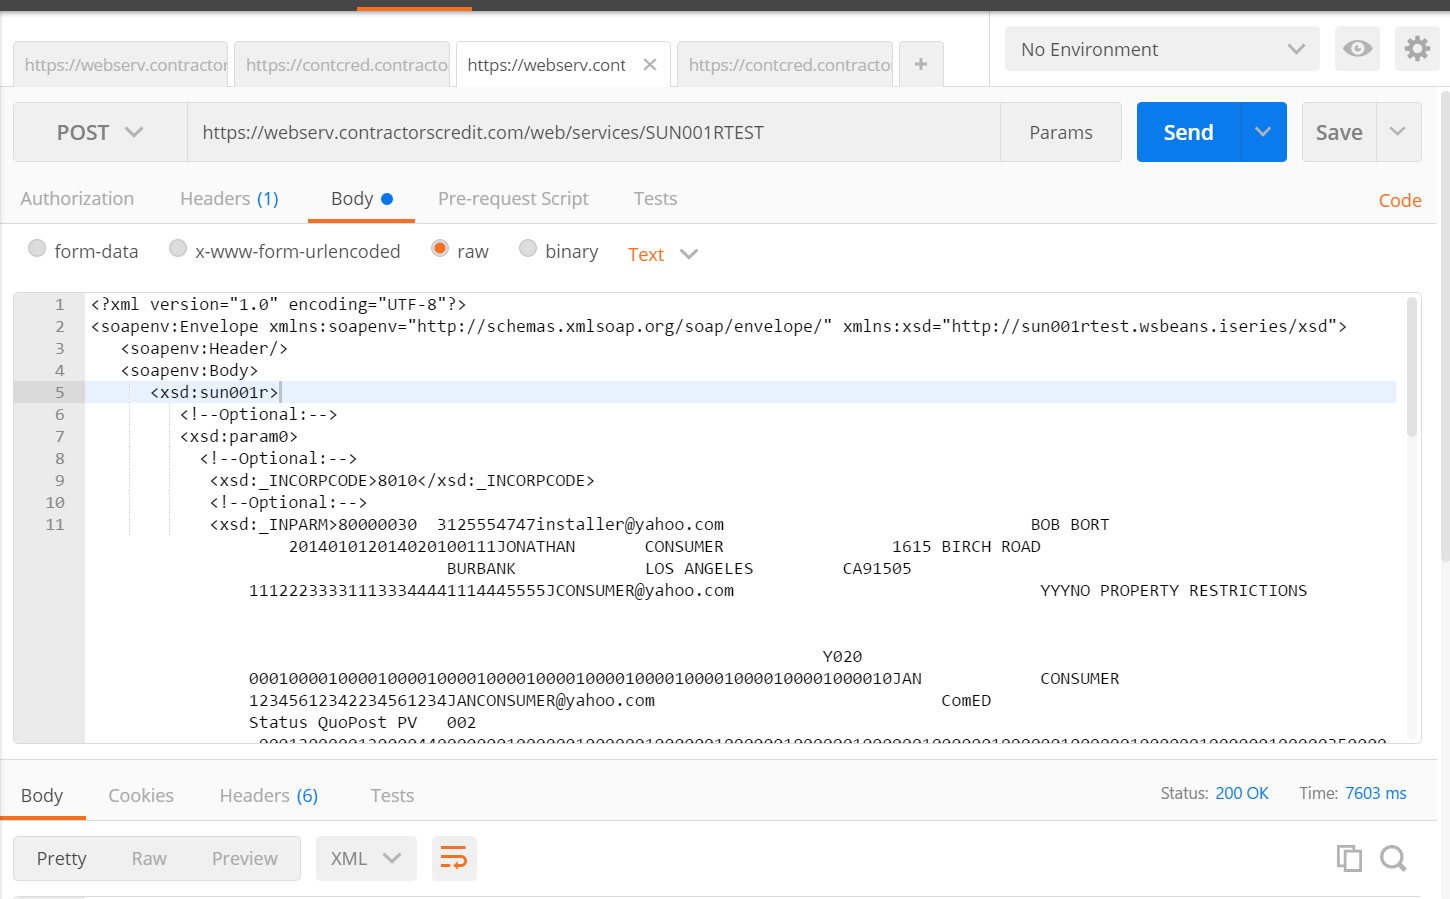 https://webserv.contractor https://contcred.contracto https://webserv.cont × https://contcred.contracto + No Environment
POST https://webserv.contractorscredit.com/web/services/SUN001RTEST Params Send Save
Authorization Headers (1) Body Pre-request Script Tests Code
form-data x-www-form-urlencoded raw binary Text
1 <?xml version="1.0" encoding="UTF-8"?>
2 <soapenv:Envelope xmlns:soapenv="http://schemas.xmlsoap.org/soap/envelope/" xmlns:xsd="http://sun001rtest.wsbeans.iseries/xsd">
3 <soapenv:Header/>
4 <soapenv:Body>
5 <xsd:sun001r>
6 <!--Optional:-->
7 <xsd:param0>
8 <!--Optional:-->
9 <xsd:_INCORPCODE>8010</xsd:_INCORPCODE>
10 <!--Optional:-->
11 <xsd:_INPARM>80000030 3125554747installer@yahoo.com BOB BORT
201401012014020100111JONATHAN CONSUMER 1615 BIRCH ROAD
BURBANK LOS ANGELES CA91505
111222333311133344441114445555JCONSUMER@yahoo.com YYYNO PROPERTY RESTRICTIONS
Y020
00010000100001000010000100001000010000100001000010000100001000010JAN CONSUMER
12345612342234561234JANCONSUMER@yahoo.com ComED
Status QuoPost PV 002
Body Cookies Headers (6) Tests Status: 200 OK Time: 7603 ms
Pretty Raw Preview XML